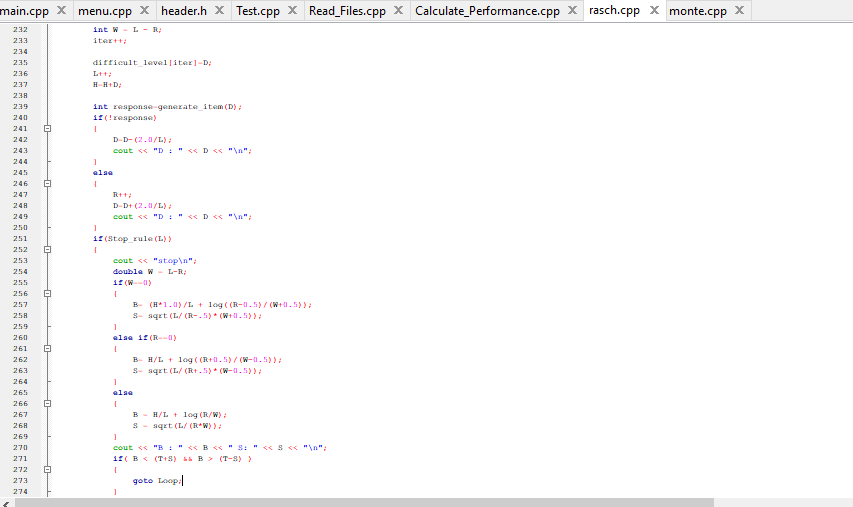 main.cpp menu.cpp header.h Test.cpp Read_Files.cpp Calculate_Performance.cpp rasch.cpp monte.cpp
232 int W = L - R;
233 iter++;
234
235 difficult_level[iter]=D;
236 L++;
237 H=H+D;
238
239 int response=generate_item(D);
240 if(!response)
241 {
242 D=D-(2.0/L);
243 cout << "D : " << D << "\n";
244 }
245 else
246 {
247 R++;
248 D=D+(2.0/L);
249 cout << "D : " << D << "\n";
250 }
251 if(Stop_rule(L))
252 {
253 cout << "stop\n";
254 double W = L-R;
255 if(W==0)
256 {
257 B= (H*1.0)/L + log((R-0.5)/(W+0.5));
258 S= sqrt(L/(R-.5)*(W+0.5));
259 }
260 else if(R==0)
261 {
262 B= H/L + log((R+0.5)/(W-0.5));
263 S= sqrt(L/(R+.5)*(W-0.5));
264 }
265 else
266 {
267 B = H/L + log(R/W);
268 S = sqrt(L/(R*W));
269 }
270 cout << "B : " << B << " S: " << S << "\n";
271 if( B < (T+S) && B > (T-S) )
272 {
273 goto Loop;
274 }